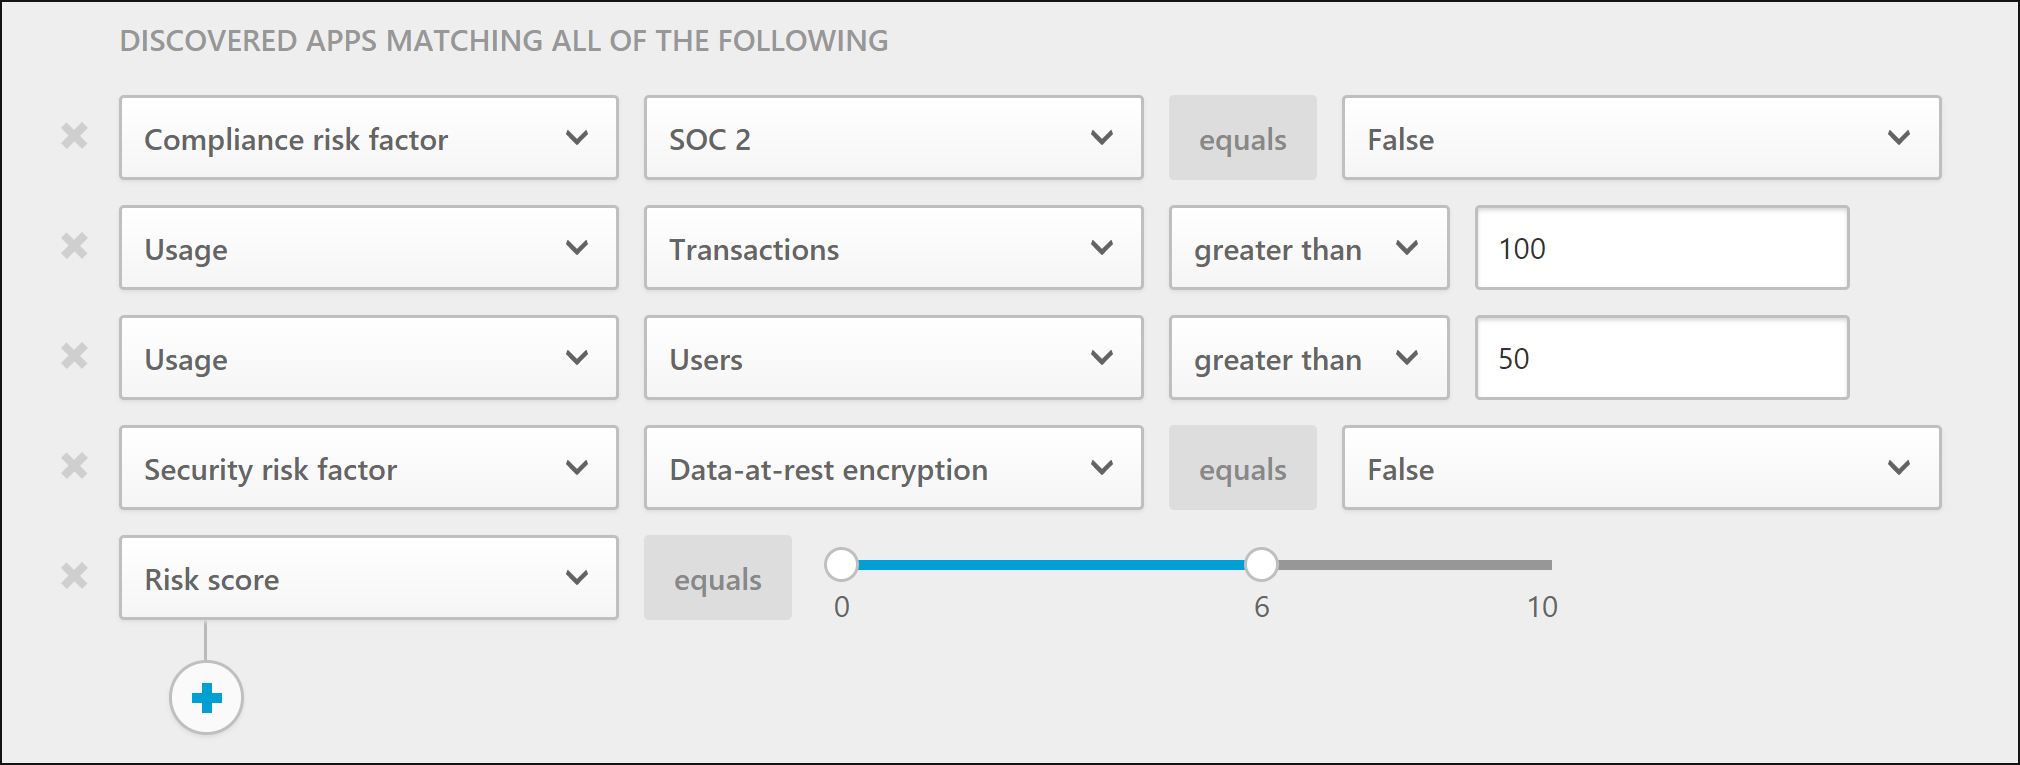 DISCOVERED APPS MATCHING ALL OF THE FOLLOWING
Compliance risk factor SOC 2 equals False
Usage Transactions greater than 100
Usage Users greater than 50
Security risk factor Data-at-rest encryption equals False
Risk score equals
0 6 10